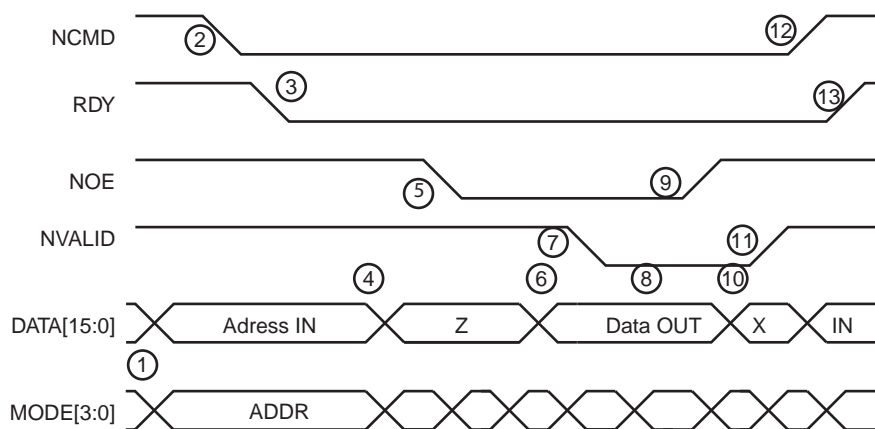 NCMD ② ⑫
RDY ③ ⑬
NOE ⑤ ⑨
NVALID ⑦ ⑪
④ ⑥ ⑧ ⑩
DATA[15:0] Adress IN Z Data OUT X IN
①
MODE[3:0] ADDR